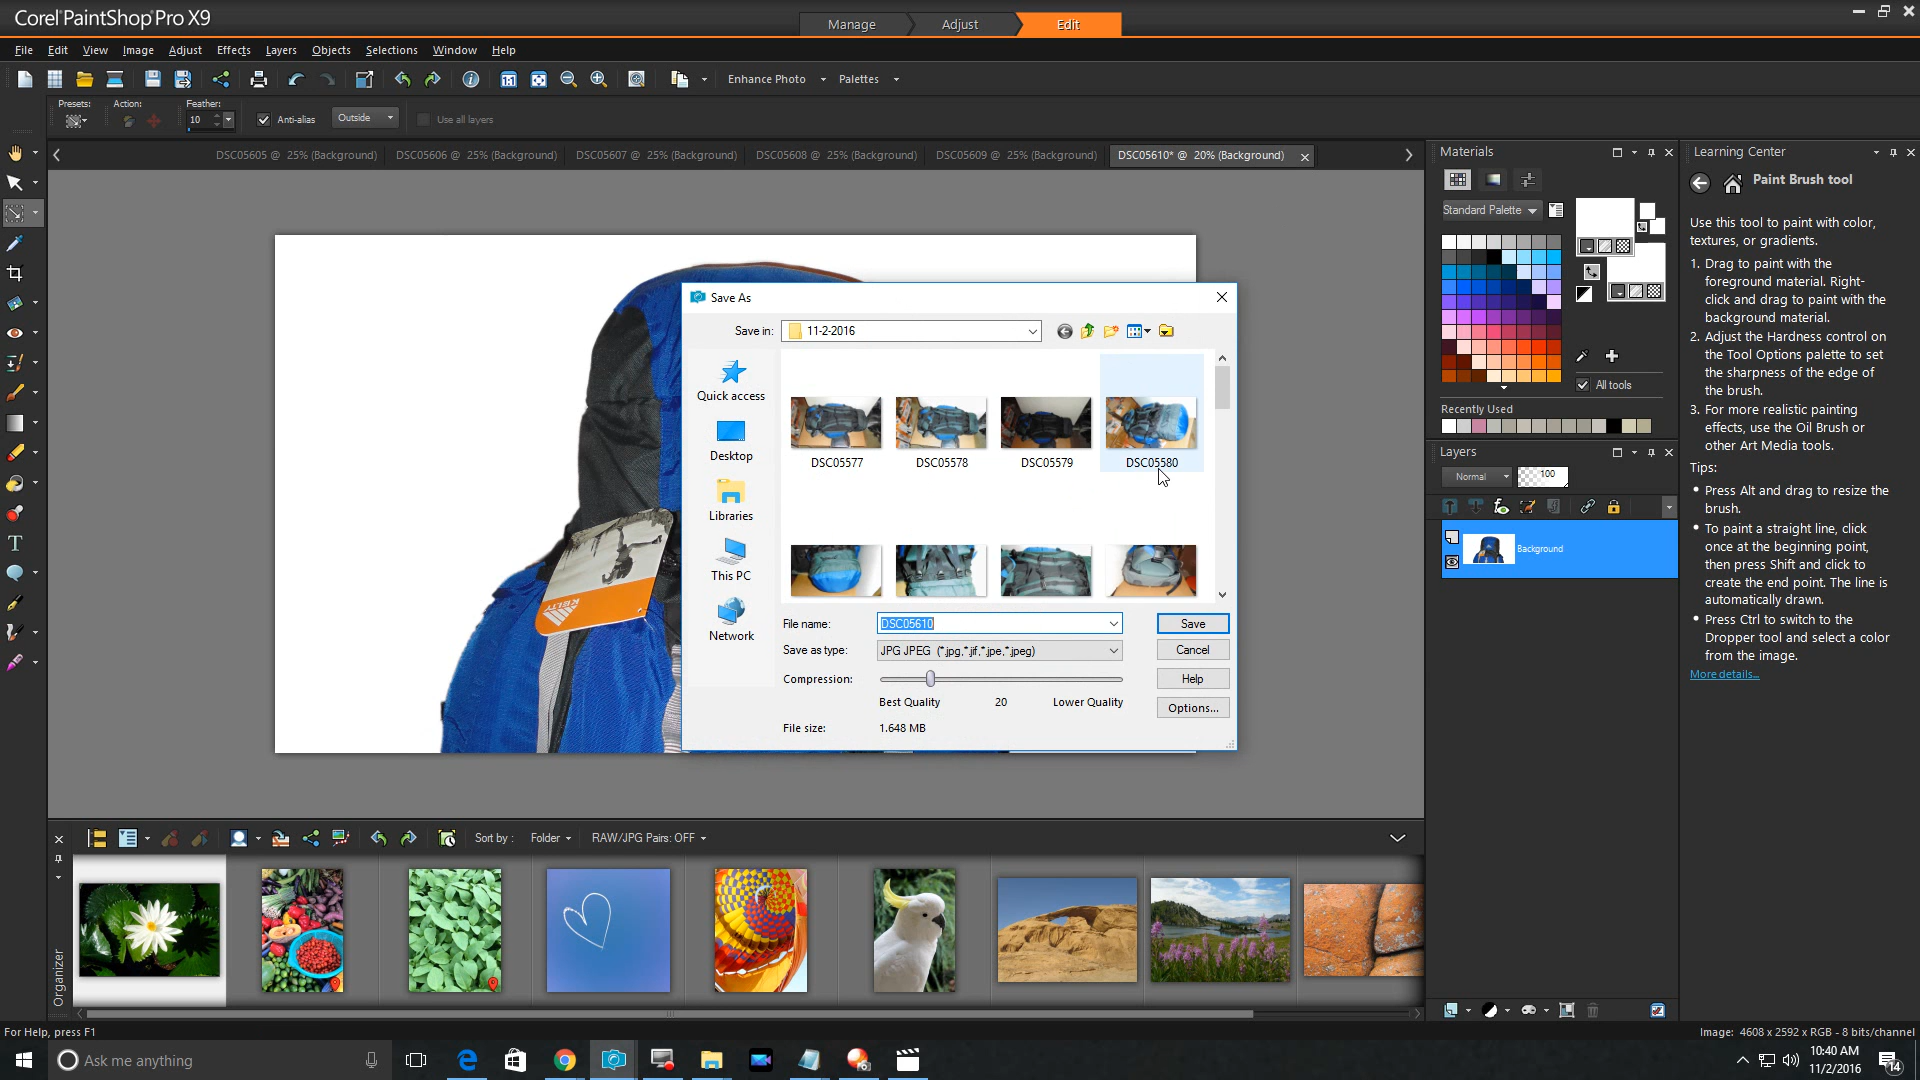 Corel PaintShop Pro X9
Manage
Adjust
Edit
File
Edit
View
Image
Adjust
Effects
Layers
Objects
Selections
Window
Help
Enhance Photo
Palettes
Presets:
Action:
Feather:
10
Anti-alias
Outside
Use all layers
DSC05605 @ 25% (Background)
DSC05606 @ 25% (Background)
DSC05607 @ 25% (Background)
DSC05608 @ 25% (Background)
DSC05609 @ 25% (Background)
DSC05610* @ 20% (Background)
KELTY
Save As
Save in:
11-2-2016
Quick access
Desktop
Libraries
This PC
Network
DSC05577
DSC05578
DSC05579
DSC05580
File name:
DSC05610
Save
Save as type:
JPG JPEG (*.jpg,*.jif,*.jpe,*.jpeg)
Cancel
Compression:
Help
Best Quality
20
Lower Quality
Options...
File size:
1.648 MB
Materials
Standard Palette
All tools
Recently Used
Layers
Normal
100
Background
Learning Center
Paint Brush tool
Use this tool to paint with color,
textures, or gradients.
1. Drag to paint with the
foreground material. Right-
click and drag to paint with the
background material.
2. Adjust the Hardness control on
the Tool Options palette to set
the sharpness of the edge of
the brush.
3. For more realistic painting
effects, use the Oil Brush or
other Art Media tools.
Tips:
• Press Alt and drag to resize the
brush.
• To paint a straight line, click
once at the beginning point,
then press Shift and click to
create the end point. The line is
automatically drawn.
• Press Ctrl to switch to the
Dropper tool and select a color
from the image.
More details...
Sort by :
Folder
RAW/JPG Pairs: OFF
Organizer
For Help, press F1
Image: 4608 x 2592 x RGB - 8 bits/channel
Ask me anything
10:40 AM
11/2/2016
14